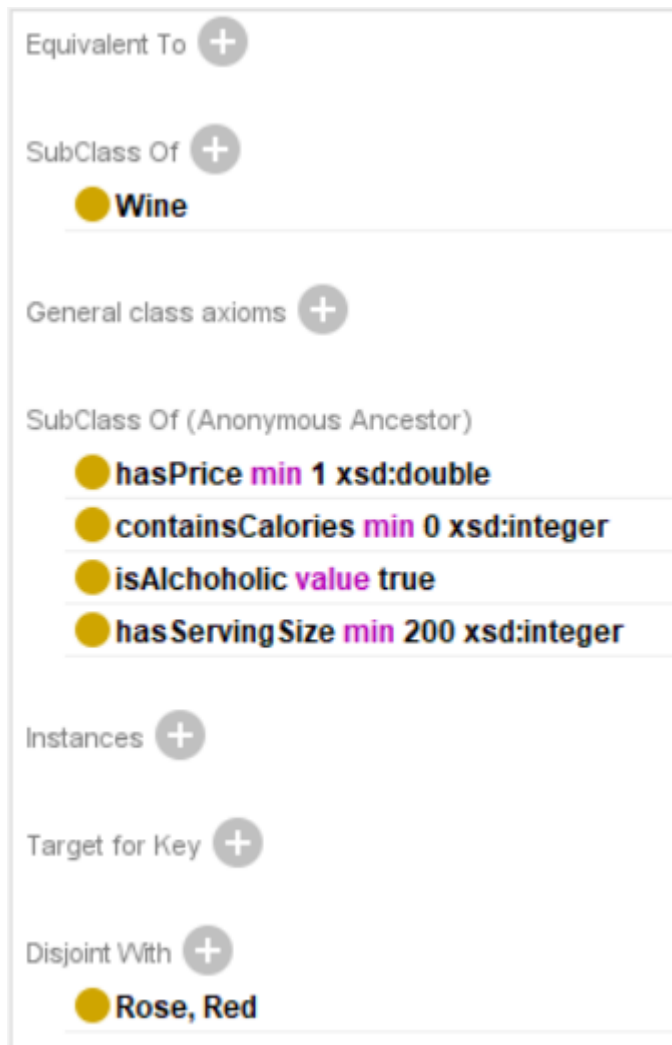 Equivalent To
SubClass Of
Wine
General class axioms
SubClass Of (Anonymous Ancestor)
hasPrice min 1 xsd:double
containsCalories min 0 xsd:integer
isAlchoholic value true
hasServingSize min 200 xsd:integer
Instances
Target for Key
Disjoint With
Rose, Red